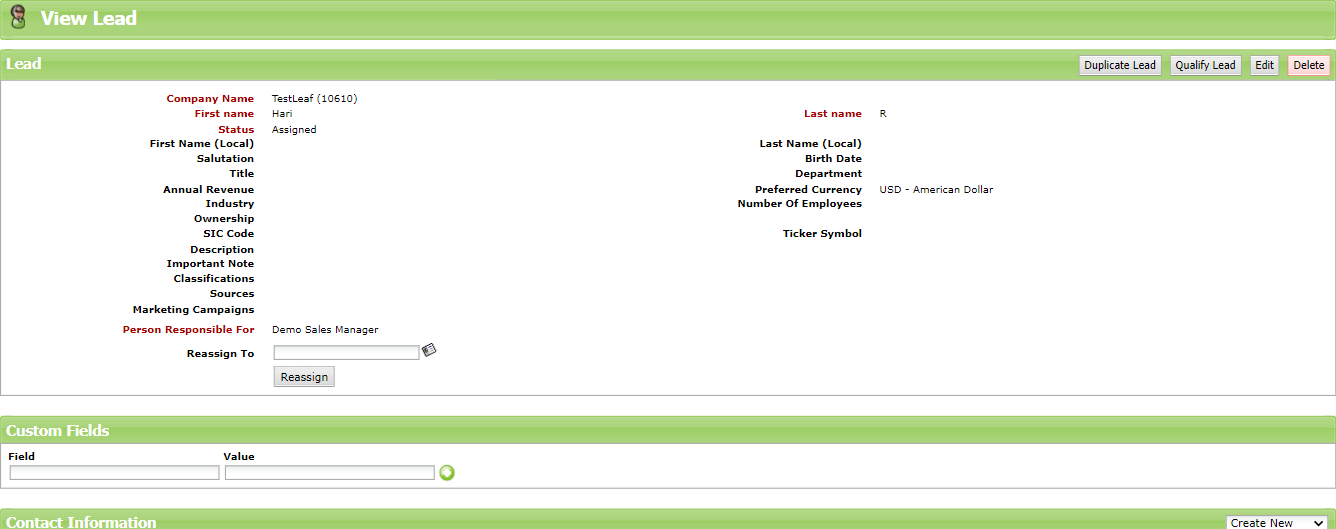 View Lead
Lead Duplicate Lead Qualify Lead Edit Delete
Company Name TestLeaf (10610)
First name Hari Last name R
Status Assigned
First Name (Local) Last Name (Local)
Salutation Birth Date
Title Department
Annual Revenue Preferred Currency USD - American Dollar
Industry Number Of Employees
Ownership
SIC Code Ticker Symbol
Description
Important Note
Classifications
Sources
Marketing Campaigns
Person Responsible For Demo Sales Manager
Reassign To
Reassign
Custom Fields
Field Value
Contact Information Create New